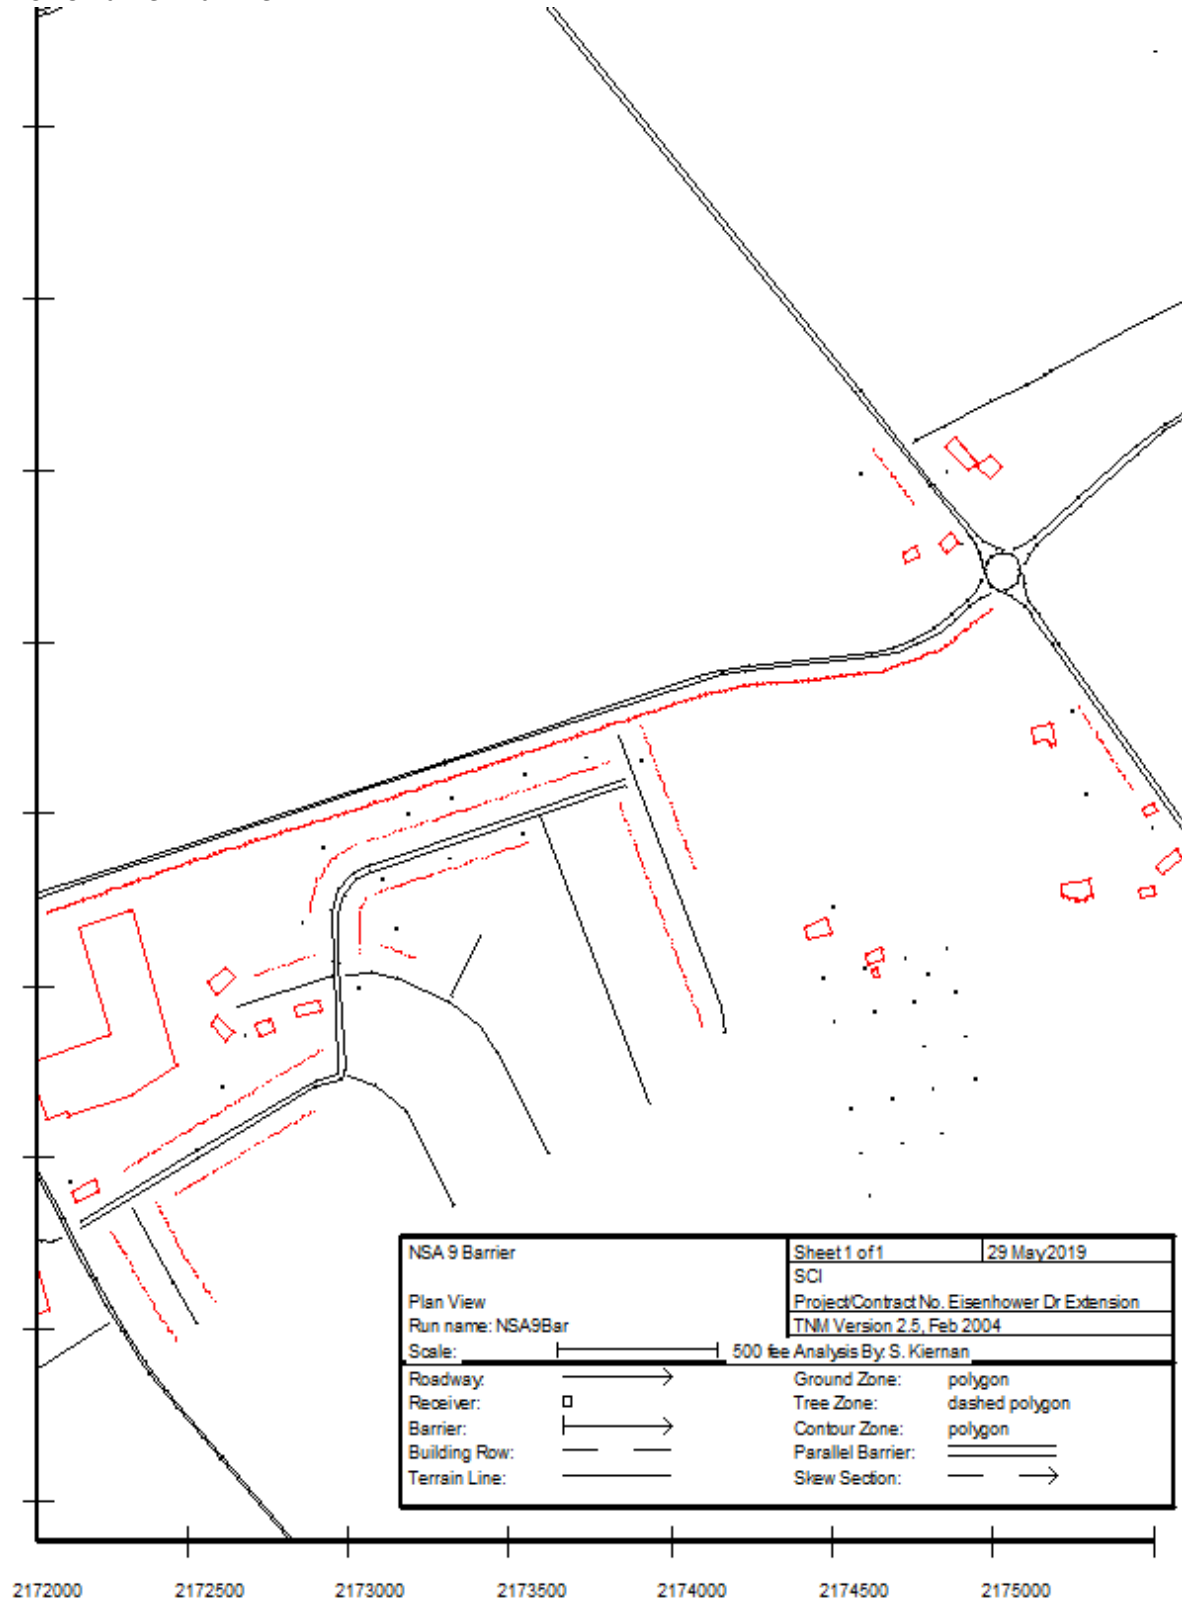 NSA 9 Barrier
Sheet 1 of 1
29 May 2019
SCI
Plan View
Project/Contract No. Eisenhower Dr Extension
Run name: NSA9Bar
TNM Version 2.5, Feb 2004
Scale:
500 fee
Analysis By: S. Kiernan
Roadway:
Ground Zone:
polygon
Receiver:
Tree Zone:
dashed polygon
Barrier:
Contour Zone:
polygon
Building Row:
Parallel Barrier:
Terrain Line:
Skew Section:
2172000 2172500 2173000 2173500 2174000 2174500 2175000